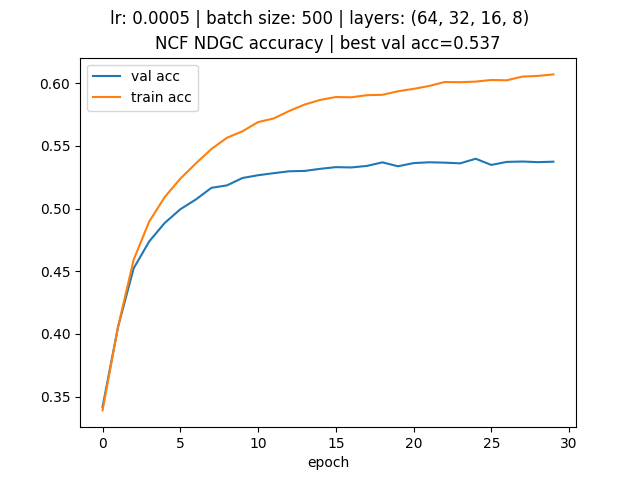 lr: 0.0005 | batch size: 500 | layers: (64, 32, 16, 8)
NCF NDGC accuracy | best val acc=0.537
val acc
train acc
0.60
0.55
0.50
0.45
0.40
0.35
0 5 10 15 20 25 30
epoch